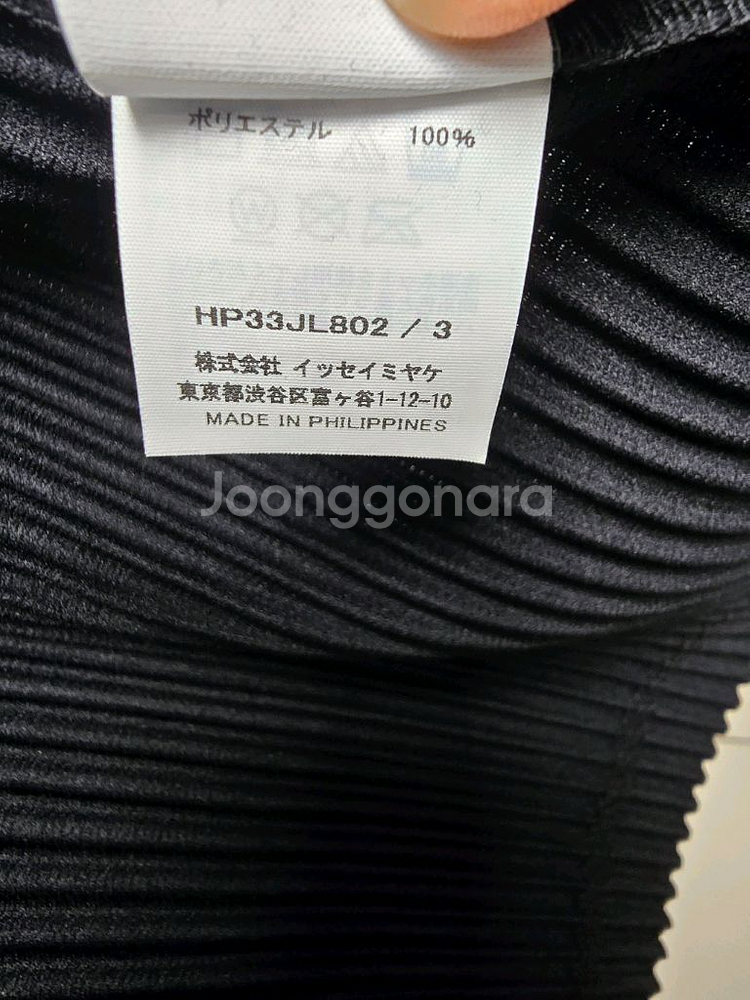 ポリエステル 100%
HP33JL802 / 3
株式会社 イッセイミヤケ
東京都渋谷区富ヶ谷1-12-10
MADE IN PHILIPPINES
Joonggonara